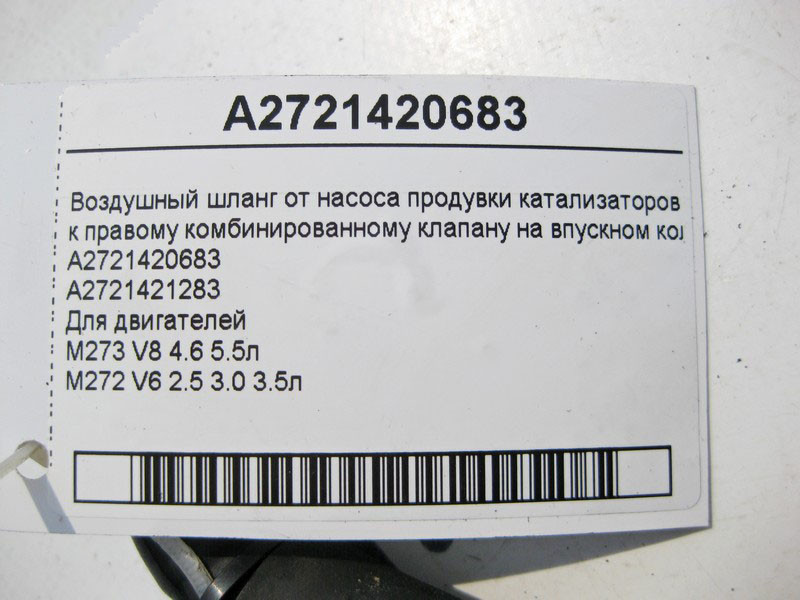 A2721420683
Воздушный шланг от насоса продувки катализаторов
к правому комбинированному клапану на впускном кол
A2721420683
A2721421283
Для двигателей
M273 V8 4.6 5.5л
M272 V6 2.5 3.0 3.5л